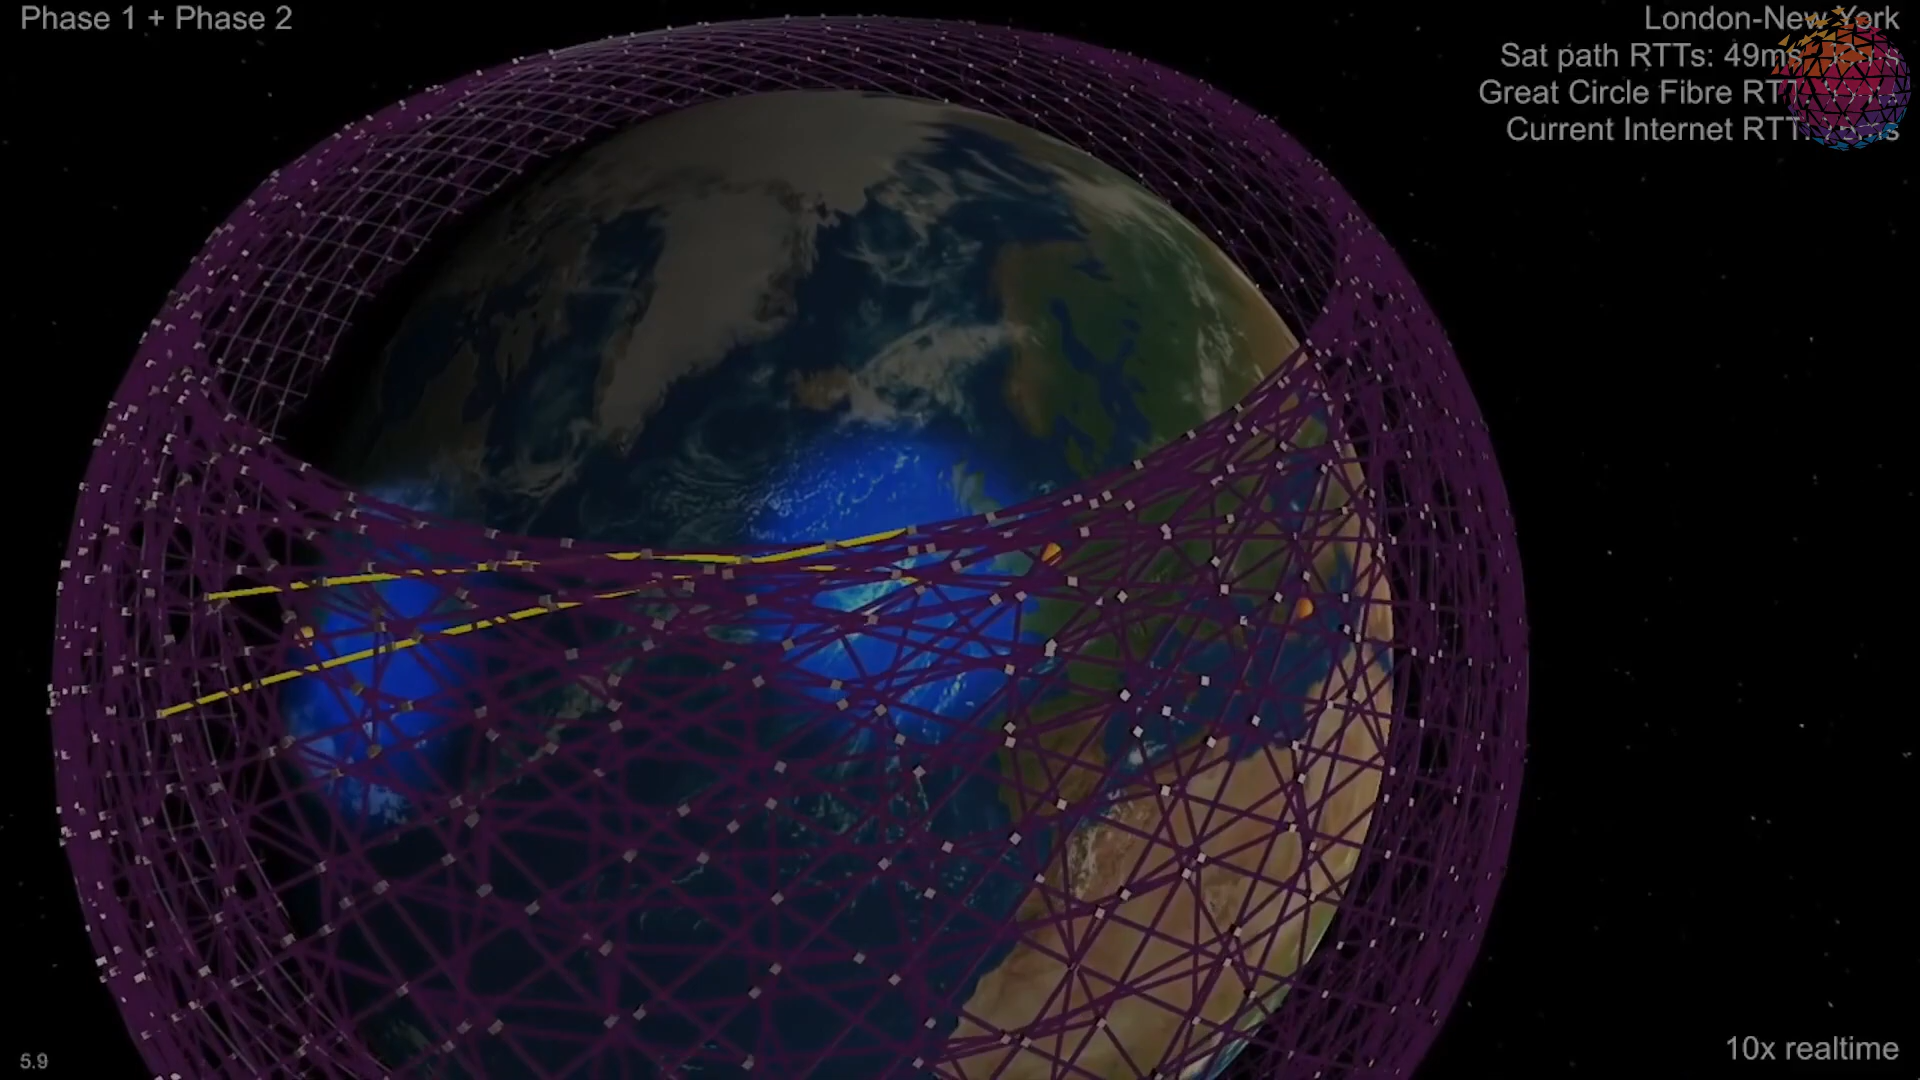 Phase 1 + Phase 2
London-New York
Sat path RTTs: 49ms
Great Circle Fibre
Current Internet RTT:
5.9
10x realtime